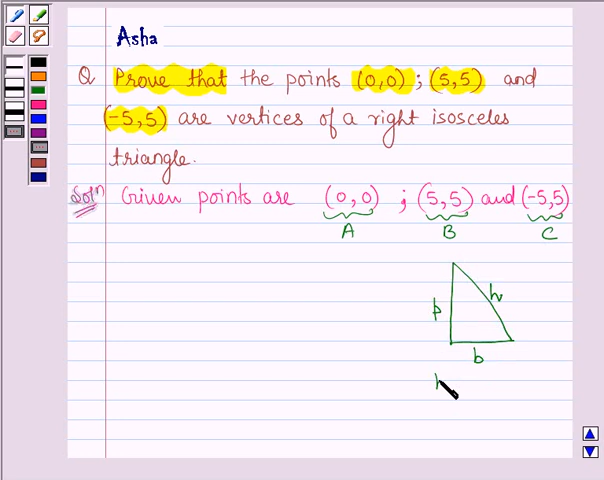 Asha
Q Prove that the points (0,0) ; (5,5) and
(-5,5) are vertices of a right isosceles
triangle.
Soln Given points are (0,0) ; (5,5) and (-5,5)
A B C
h
p
b
h